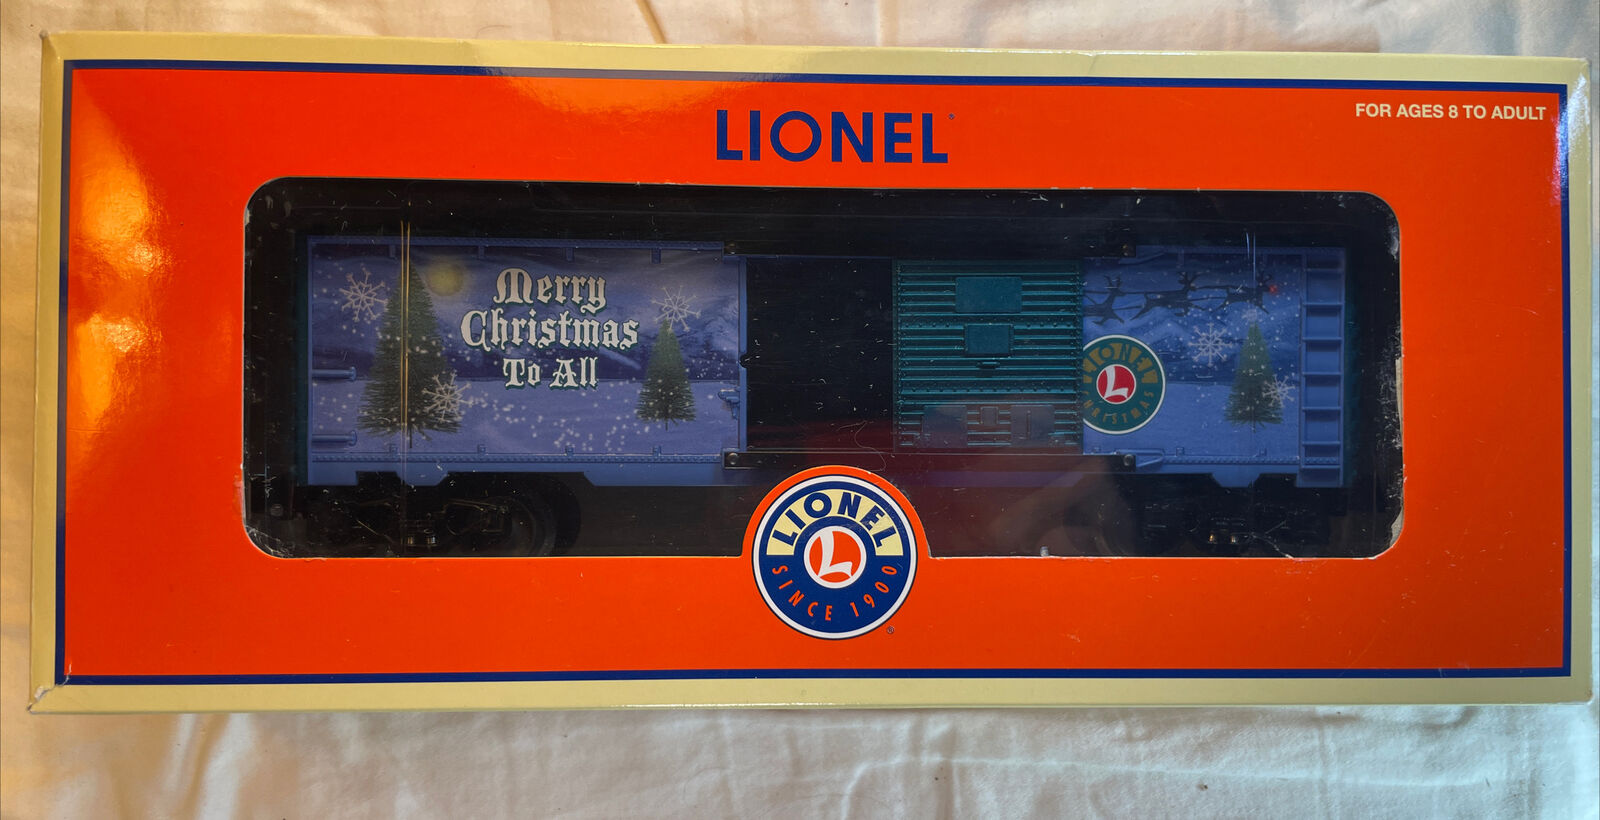 LIONEL
FOR AGES 8 TO ADULT
Merry
Christmas
To All
LIONEL
L
CHRISTMAS
LIONEL
L
SINCE 1900
®